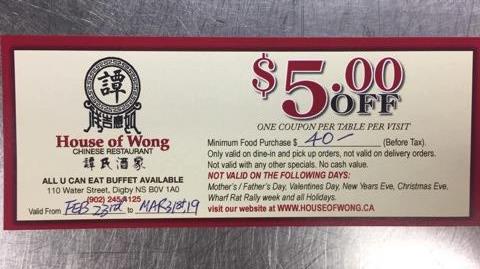 譚
House of Wong
CHINESE RESTAURANT
譚氏酒家
ALL U CAN EAT BUFFET AVAILABLE
110 Water Street, Digby NS B0V 1A0
(902) 245-4125
Valid From FEB 23rd to MAR 31st 19
$5.00 OFF
ONE COUPON PER TABLE PER VISIT
Minimum Food Purchase $ 40- (Before Tax).
Only valid on dine-in and pick up orders, not valid on delivery orders.
Not valid with any other specials. No cash value.
NOT VALID ON THE FOLLOWING DAYS:
Mother's / Father's Day, Valentines Day, New Years Eve, Christmas Eve,
Wharf Rat Rally week and all Holidays.
visit our website at WWW.HOUSEOFWONG.CA